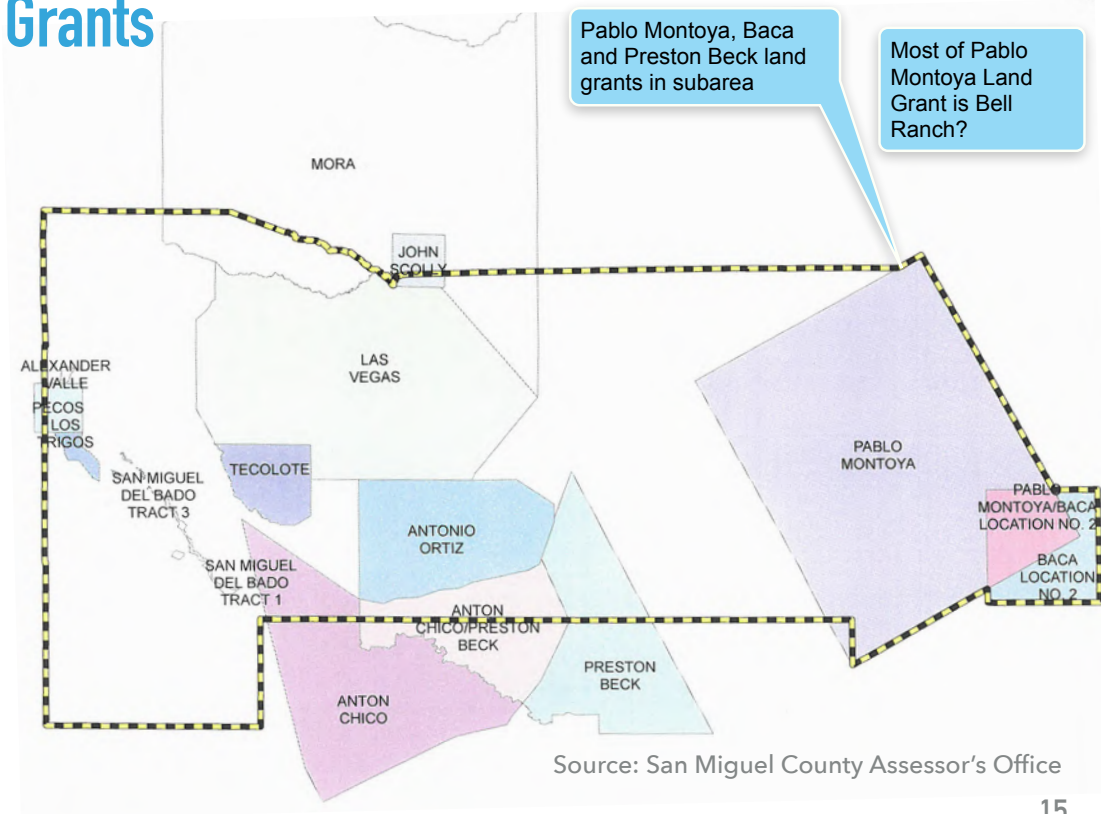 Grants
Pablo Montoya, Baca
and Preston Beck land
grants in subarea
Most of Pablo
Montoya Land
Grant is Bell
Ranch?
MORA
JOHN
SCOLLY
LAS
VEGAS
ALEXANDER
VALLE
PECOS
LOS
TRIGOS
TECOLOTE
SAN MIGUEL
DEL BADO
TRACT 3
ANTONIO
ORTIZ
PABLO
MONTOYA
PABLO
MONTOYA/BACA
LOCATION NO. 2
BACA
LOCATION
NO. 2
SAN MIGUEL
DEL BADO
TRACT 1
ANTON
CHICO/PRESTON
BECK
PRESTON
BECK
ANTON
CHICO
Source: San Miguel County Assessor's Office
15